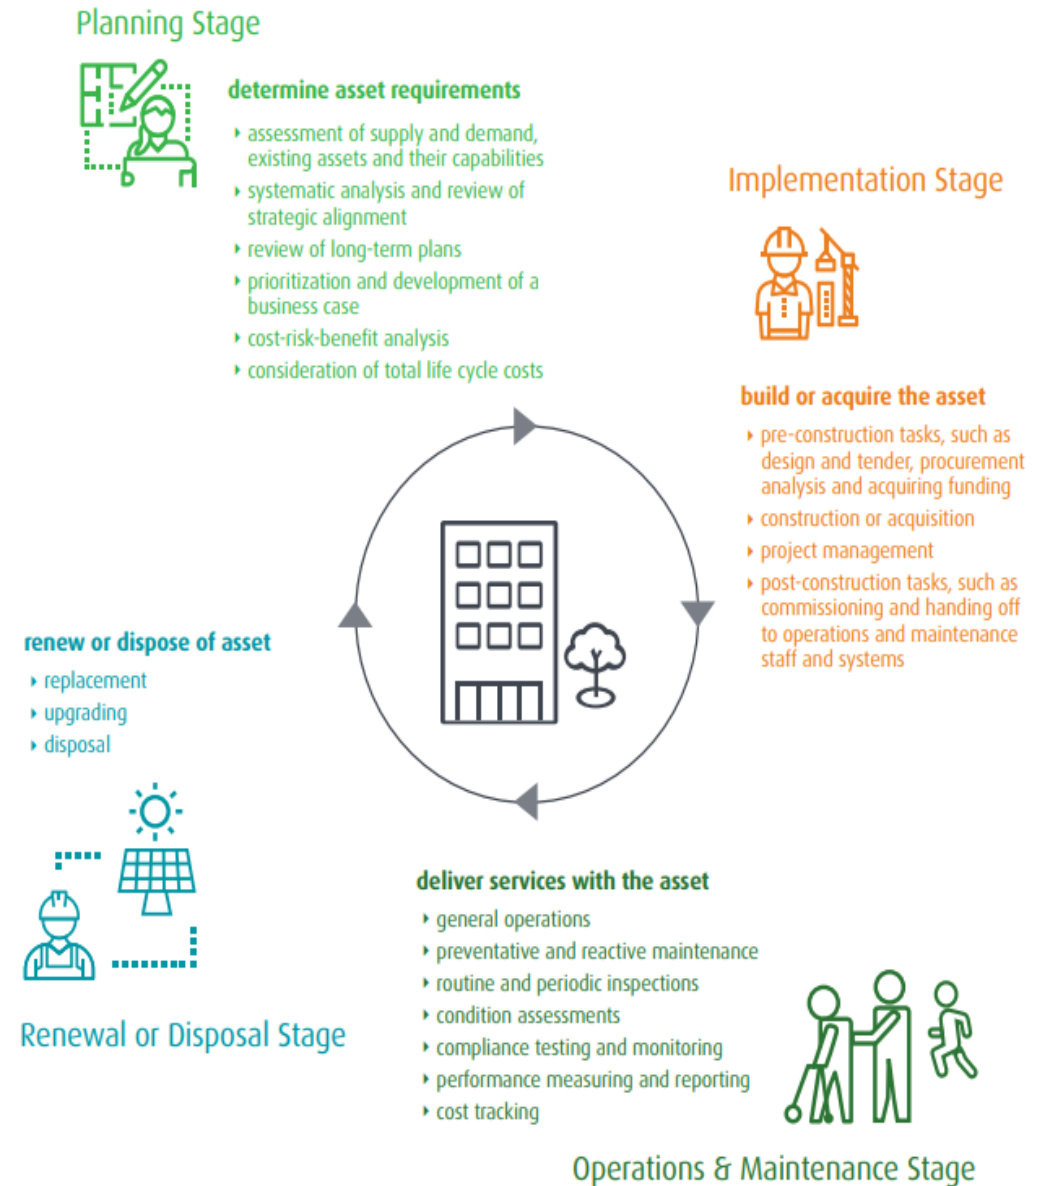 Planning Stage
determine asset requirements
assessment of supply and demand,
existing assets and their capabilities
systematic analysis and review of
strategic alignment
review of long-term plans
prioritization and development of a
business case
cost-risk-benefit analysis
consideration of total life cycle costs
Implementation Stage
build or acquire the asset
pre-construction tasks, such as
design and tender, procurement
analysis and acquiring funding
construction or acquisition
project management
post-construction tasks, such as
commissioning and handing off
to operations and maintenance
staff and systems
deliver services with the asset
general operations
preventative and reactive maintenance
routine and periodic inspections
condition assessments
compliance testing and monitoring
performance measuring and reporting
cost tracking
Operations & Maintenance Stage
renew or dispose of asset
replacement
upgrading
disposal
Renewal or Disposal Stage